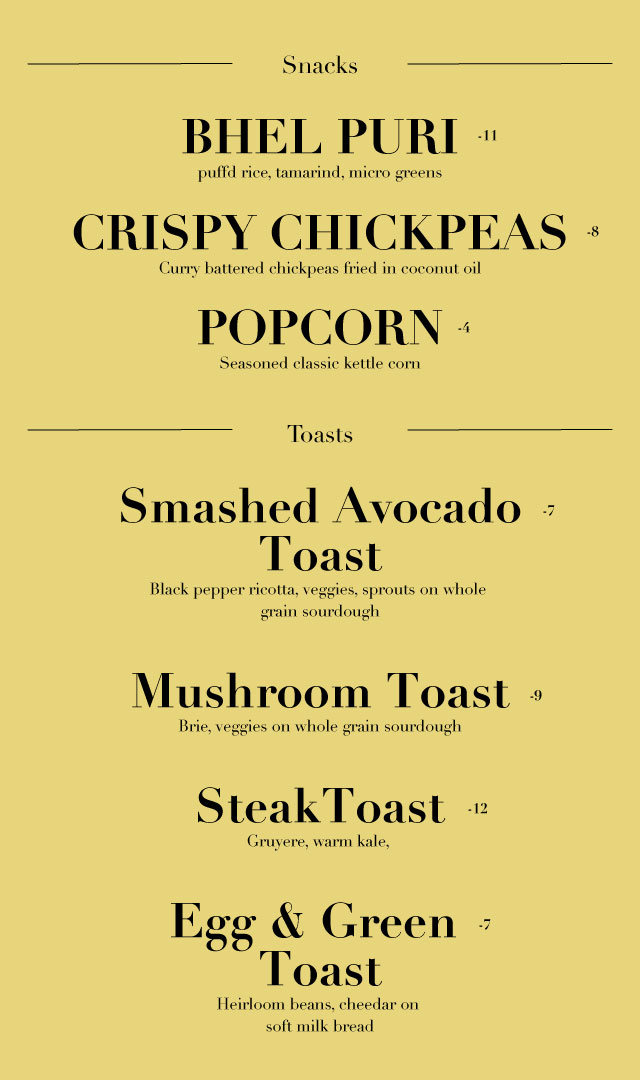 Snacks
BHEL PURI -11
puffd rice, tamarind, micro greens
CRISPY CHICKPEAS -8
Curry battered chickpeas fried in coconut oil
POPCORN -4
Seasoned classic kettle corn
Toasts
Smashed Avocado -7
Toast
Black pepper ricotta, veggies, sprouts on whole
grain sourdough
Mushroom Toast -9
Brie, veggies on whole grain sourdough
SteakToast -12
Gruyere, warm kale,
Egg & Green -7
Toast
Heirloom beans, cheedar on
soft milk bread